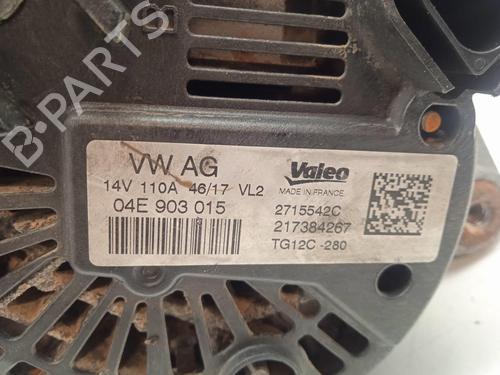 B-PARTS
VW AG
14V 110A 46/17 VL2
04E 903 015
Valeo
MADE IN FRANCE
2715542C
217384267
TG12C -280